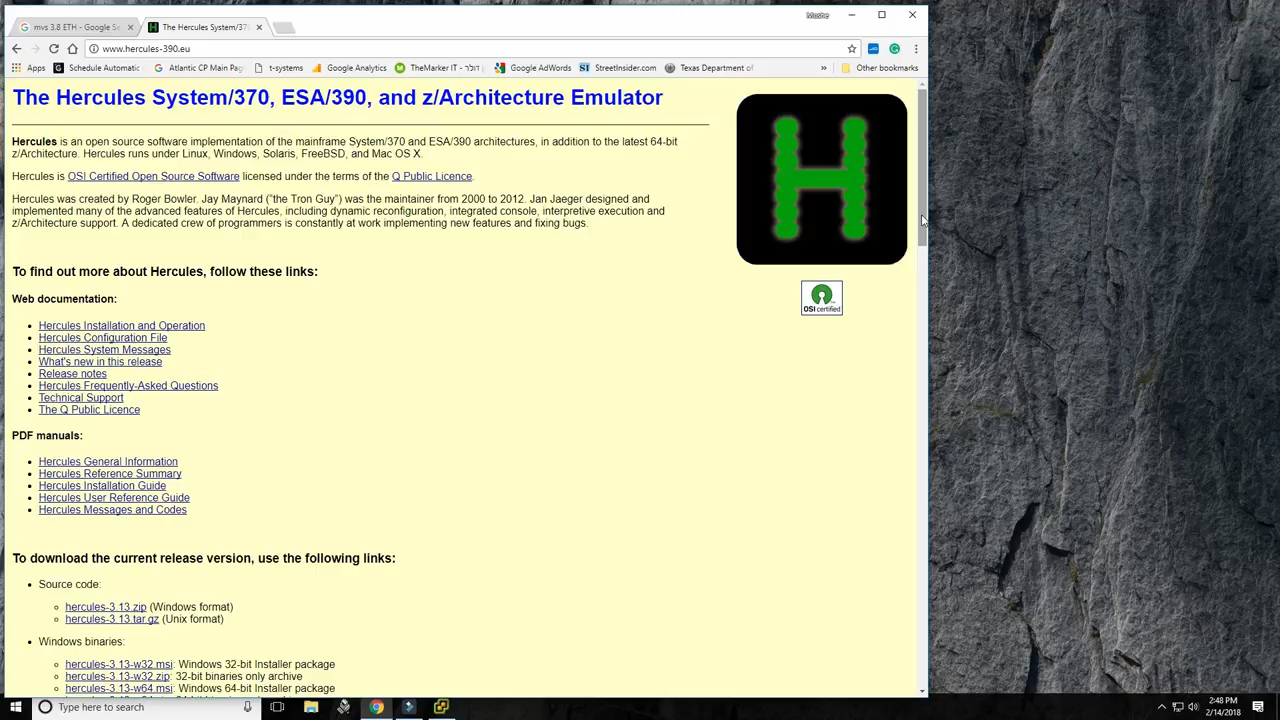 Moshe
mvs 3.8 ETH - Google Se
The Hercules System/370
www.hercules-390.eu
Apps
Schedule Automatic
Atlantic CP Main Page
t-systems
Google Analytics
TheMarker IT - הלר
Google AdWords
StreetInsider.com
Texas Department of
»
Other bookmarks
The Hercules System/370, ESA/390, and z/Architecture Emulator
Hercules is an open source software implementation of the mainframe System/370 and ESA/390 architectures, in addition to the latest 64-bit
z/Architecture. Hercules runs under Linux, Windows, Solaris, FreeBSD, and Mac OS X.
Hercules is OSI Certified Open Source Software licensed under the terms of the Q Public Licence.
Hercules was created by Roger Bowler. Jay Maynard ("the Tron Guy") was the maintainer from 2000 to 2012. Jan Jaeger designed and
implemented many of the advanced features of Hercules, including dynamic reconfiguration, integrated console, interpretive execution and
z/Architecture support. A dedicated crew of programmers is constantly at work implementing new features and fixing bugs.
H
OSI certified
To find out more about Hercules, follow these links:
Web documentation:
Hercules Installation and Operation
Hercules Configuration File
Hercules System Messages
What's new in this release
Release notes
Hercules Frequently-Asked Questions
Technical Support
The Q Public Licence
PDF manuals:
Hercules General Information
Hercules Reference Summary
Hercules Installation Guide
Hercules User Reference Guide
Hercules Messages and Codes
To download the current release version, use the following links:
Source code:
hercules-3.13.zip (Windows format)
hercules-3.13.tar.gz (Unix format)
Windows binaries:
hercules-3.13-w32.msi: Windows 32-bit Installer package
hercules-3.13-w32.zip: 32-bit binaries only archive
hercules-3.13-w64.msi: Windows 64-bit Installer package
Type here to search
2:48 PM
2/14/2018